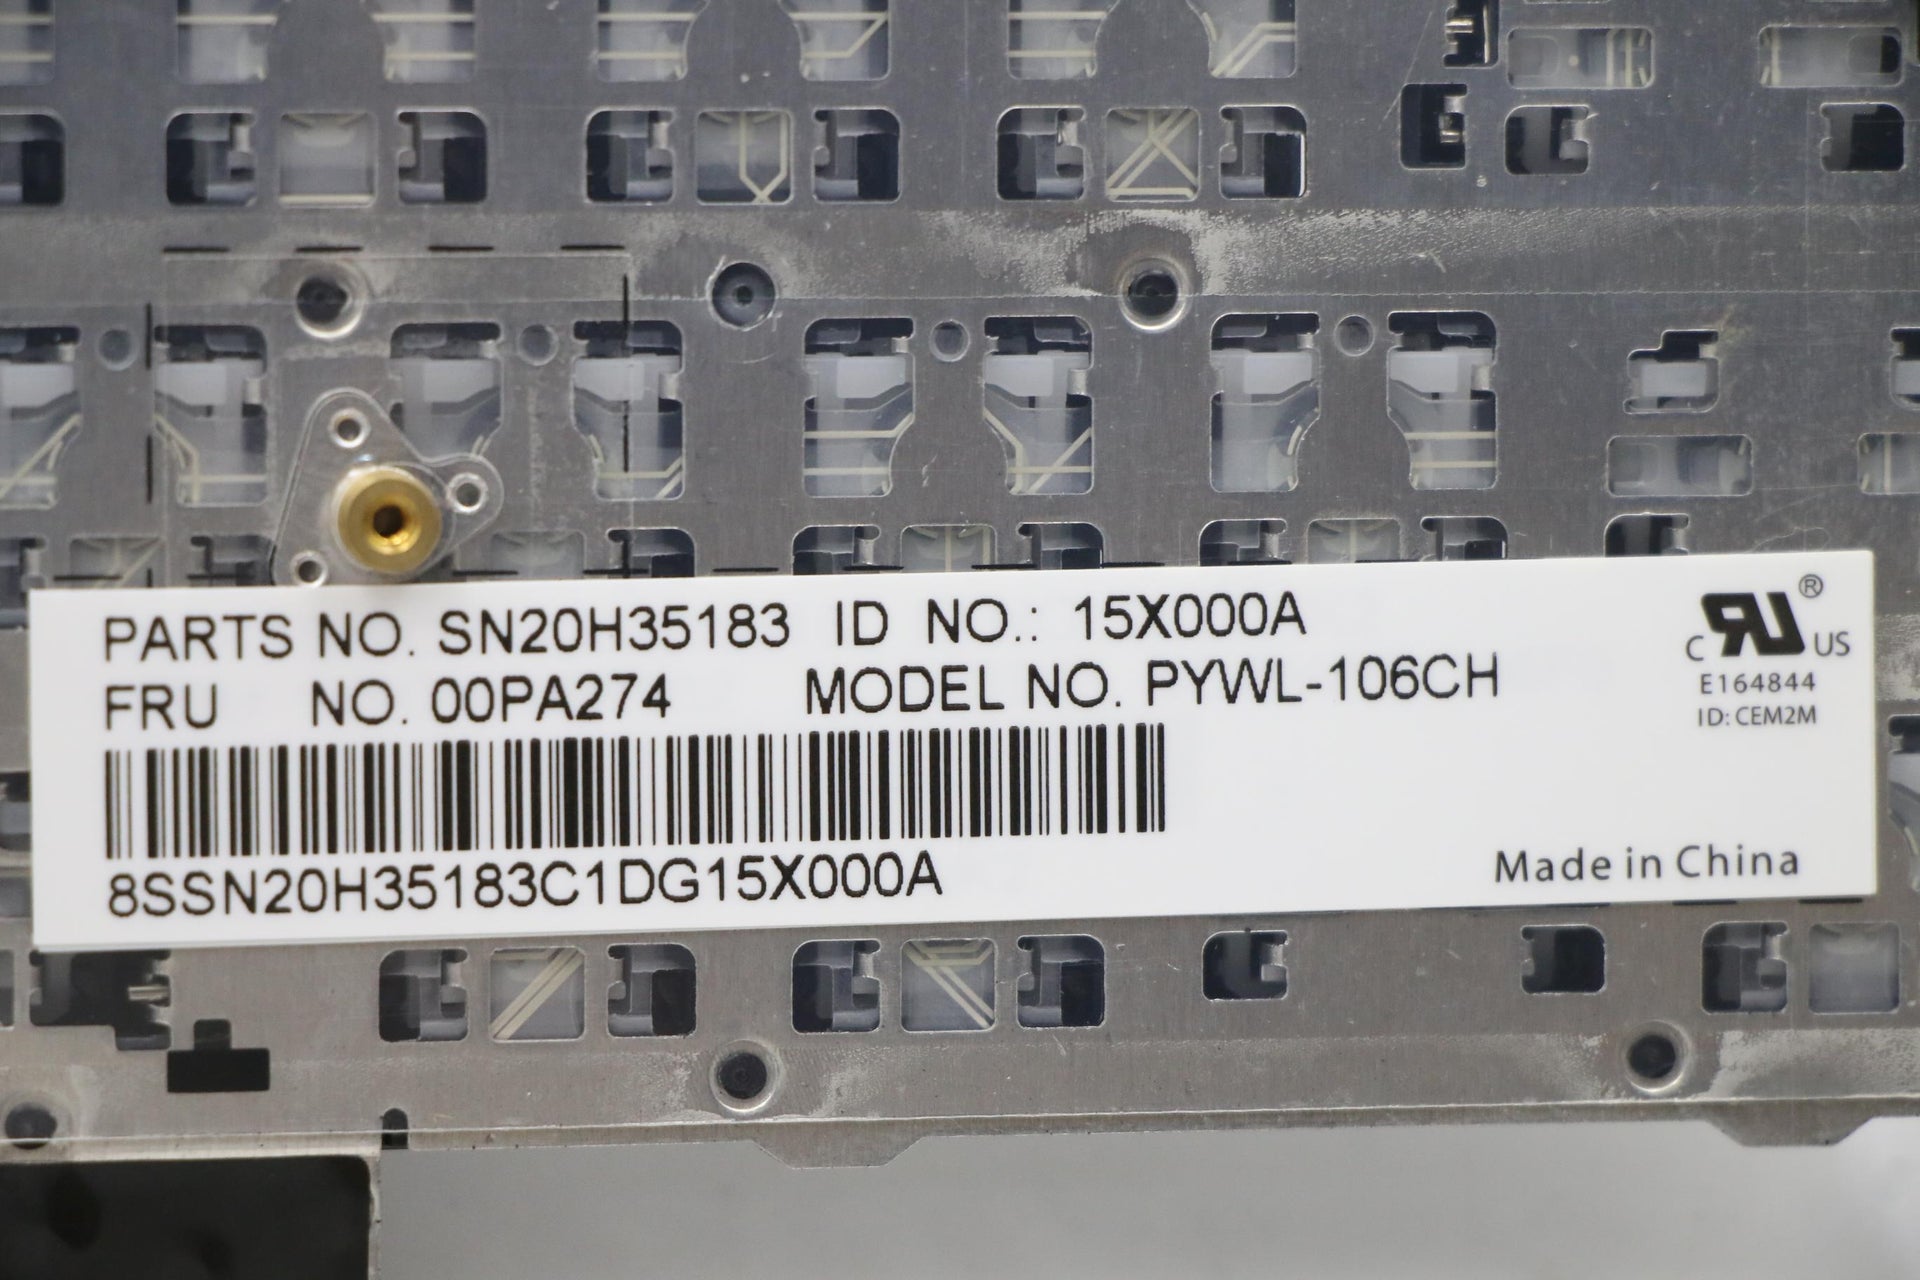 PARTS NO. SN20H35183 ID NO.: 15X000A
FRU NO. 00PA274 MODEL NO. PYWL-106CH
8SSN20H35183C1DG15X000A
C RU ® US
E164844
ID: CEM2M
Made in China